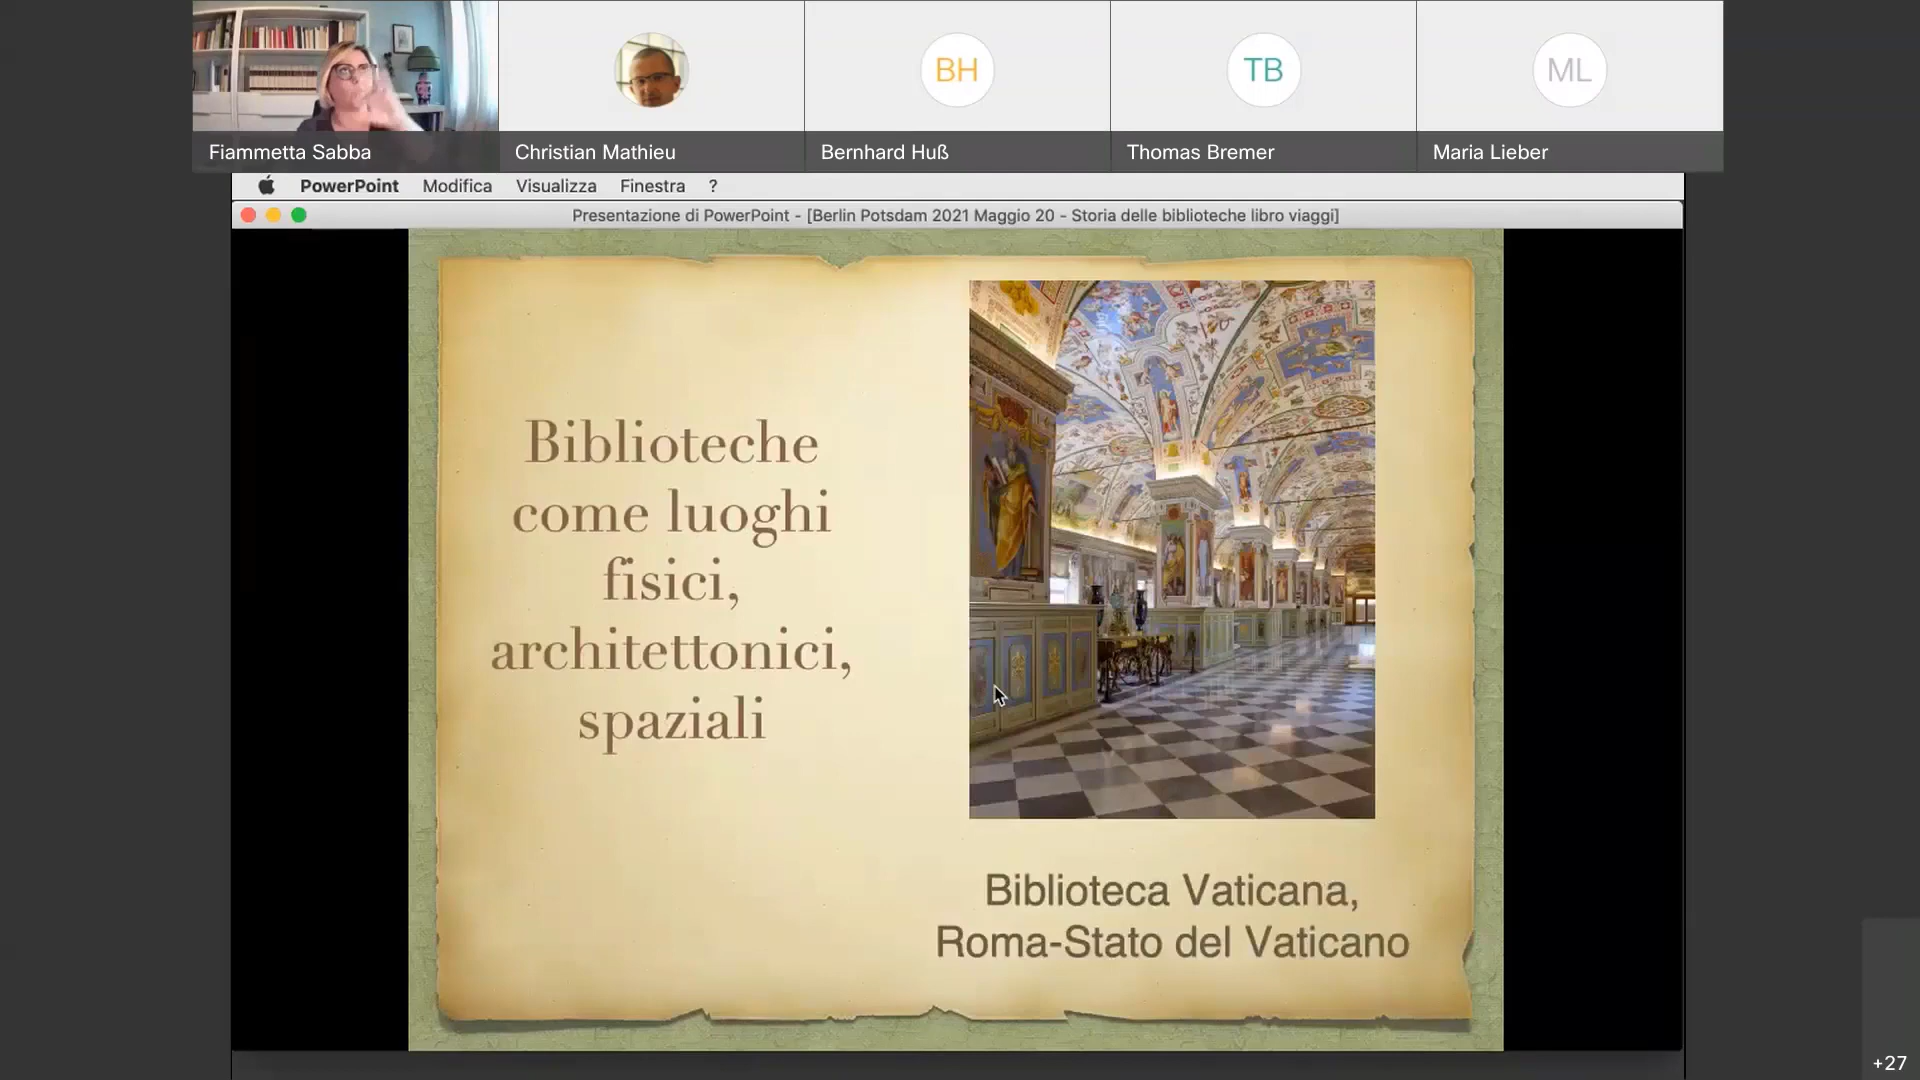 BH
TB
ML
Fiammetta Sabba
Christian Mathieu
Bernhard Huß
Thomas Bremer
Maria Lieber
PowerPoint Modifica Visualizza Finestra ?
Presentazione di PowerPoint - [Berlin Potsdam 2021 Maggio 20 - Storia delle biblioteche libro viaggi]
Biblioteche
come luoghi
fisici,
architettonici,
spaziali
Biblioteca Vaticana,
Roma-Stato del Vaticano
+27